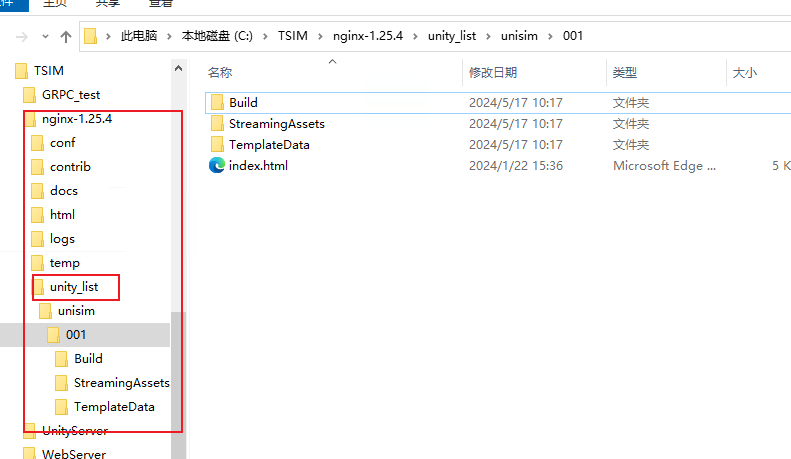 主页 共享 查看
此电脑 本地磁盘 (C:) TSIM nginx-1.25.4 unity_list unisim 001
TSIM
GRPC_test
nginx-1.25.4
conf
contrib
docs
html
logs
temp
unity_list
unisim
001
Build
StreamingAssets
TemplateData
UnityServer
WebServer
名称 修改日期 类型 大小
Build 2024/5/17 10:17 文件夹
StreamingAssets 2024/5/17 10:17 文件夹
TemplateData 2024/5/17 10:17 文件夹
index.html 2024/1/22 15:36 Microsoft Edge ... 5 K